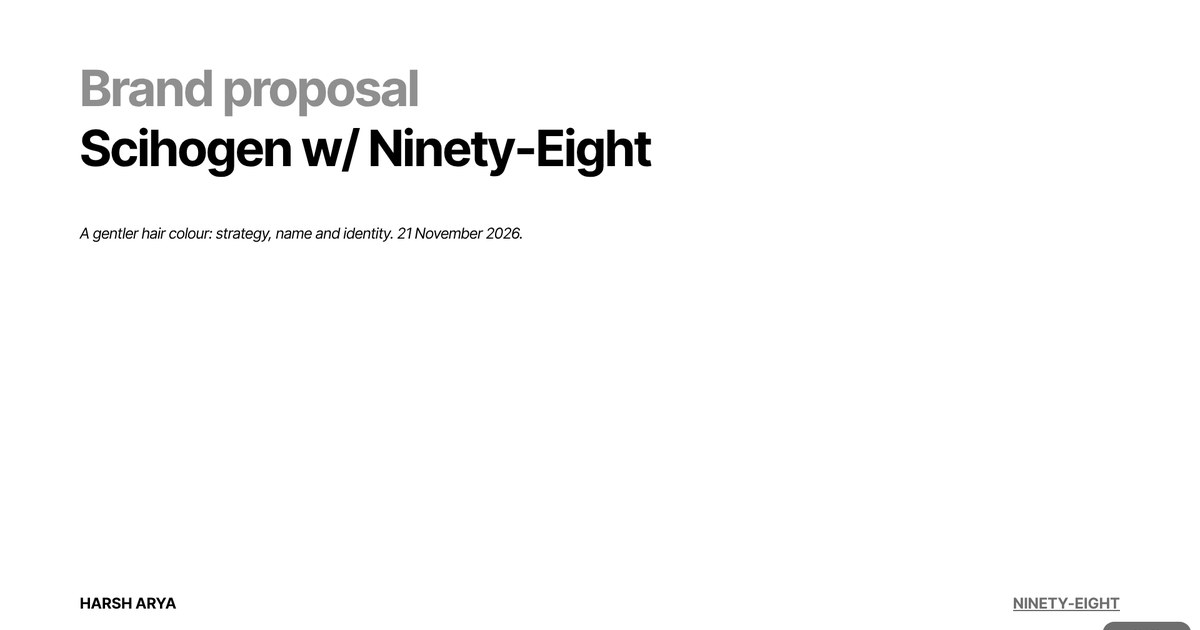 Brand proposal
Scihogen w/ Ninety-Eight
A gentler hair colour: strategy, name and identity. 21 November 2026.
HARSH ARYA
NINETY-EIGHT